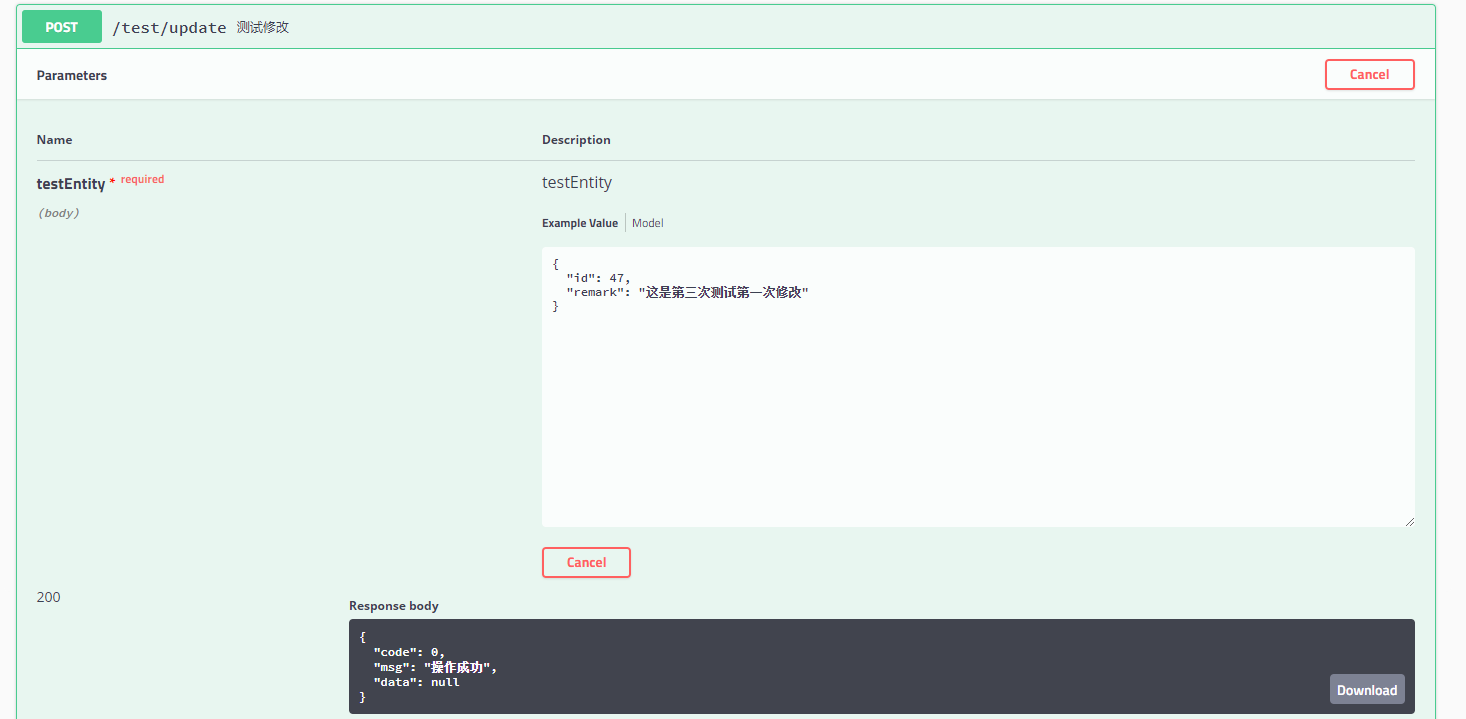 POST /test/update 测试修改
Parameters Cancel
Name Description
testEntity * required testEntity
(body)
Example Value Model
{
"id": 47,
"remark": "这是第三次测试第一次修改"
}
Cancel
200
Response body
{
"code": 0,
"msg": "操作成功",
"data": null
}
Download